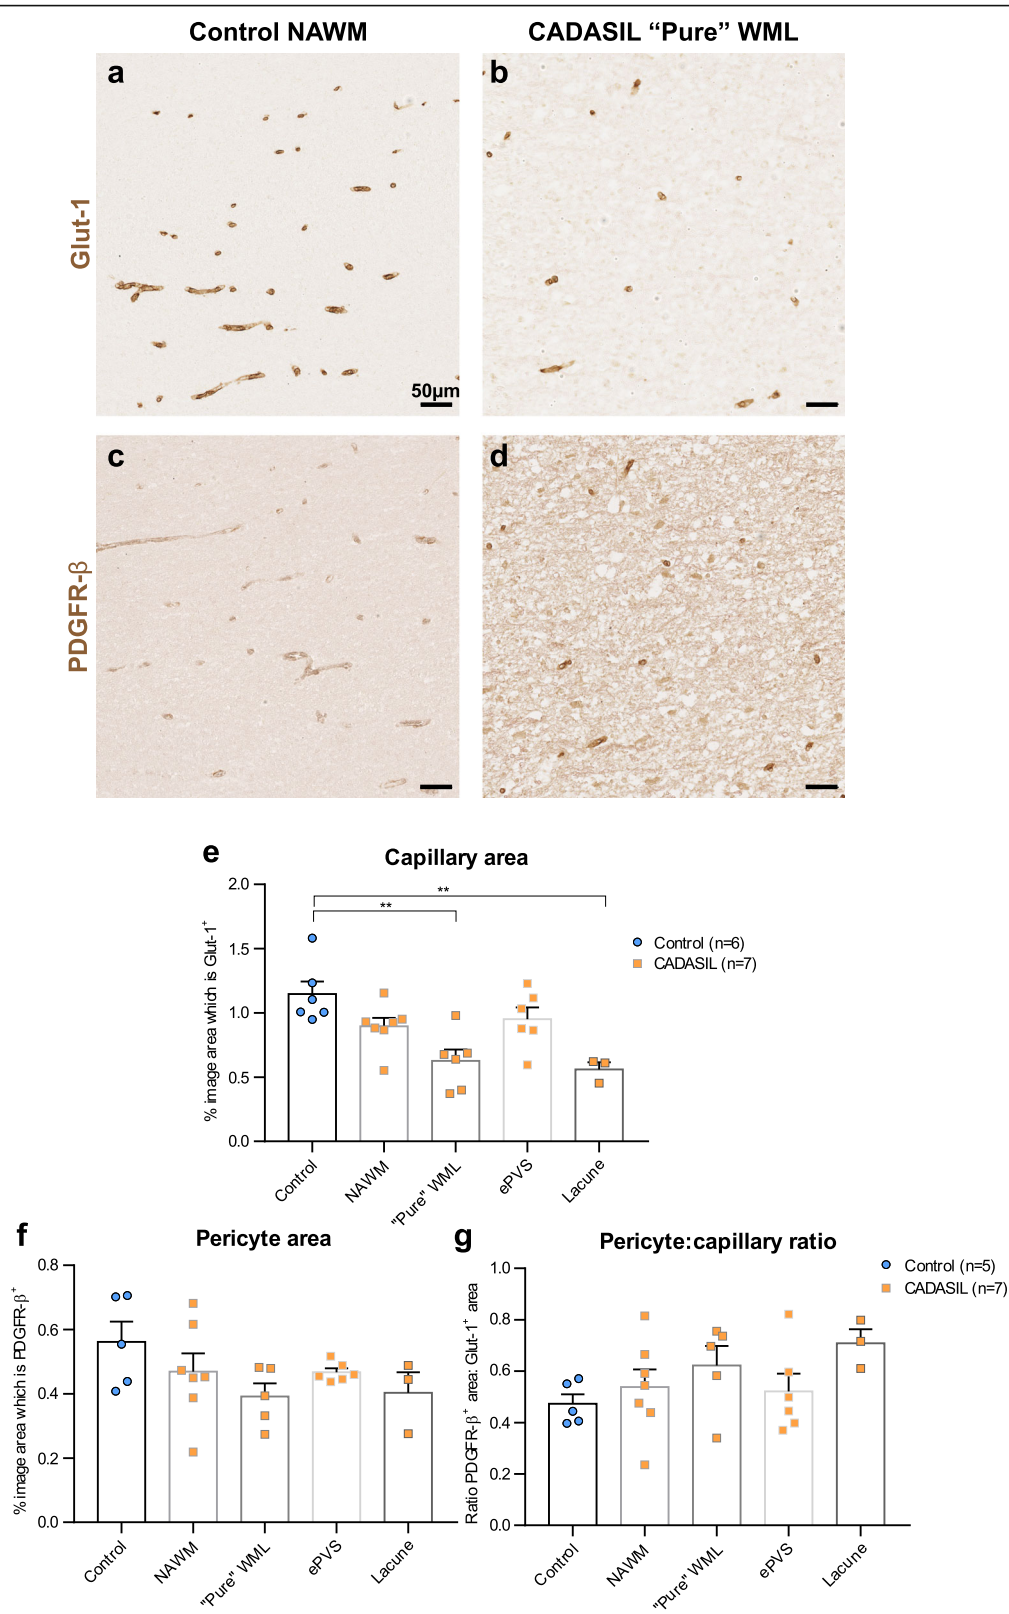 Control NAWM
CADASIL “Pure” WML
a
b
Glut-1
50µm
c
d
PDGFR-β
e
Capillary area
% image area which is Glut-1+
2.0
1.5
1.0
0.5
0.0
**
**
Control (n=6)
CADASIL (n=7)
Control
NAWM
"Pure" WML
ePVS
Lacune
f
Pericyte area
% image area which is PDGFR-β+
0.8
0.6
0.4
0.2
0.0
Control
NAWM
"Pure" WML
ePVS
Lacune
g
Pericyte:capillary ratio
Ratio PDGFR-β+ area: Glut-1+ area
1.0
0.8
0.6
0.4
0.2
0.0
Control (n=5)
CADASIL (n=7)
Control
NAWM
"Pure" WML
ePVS
Lacune